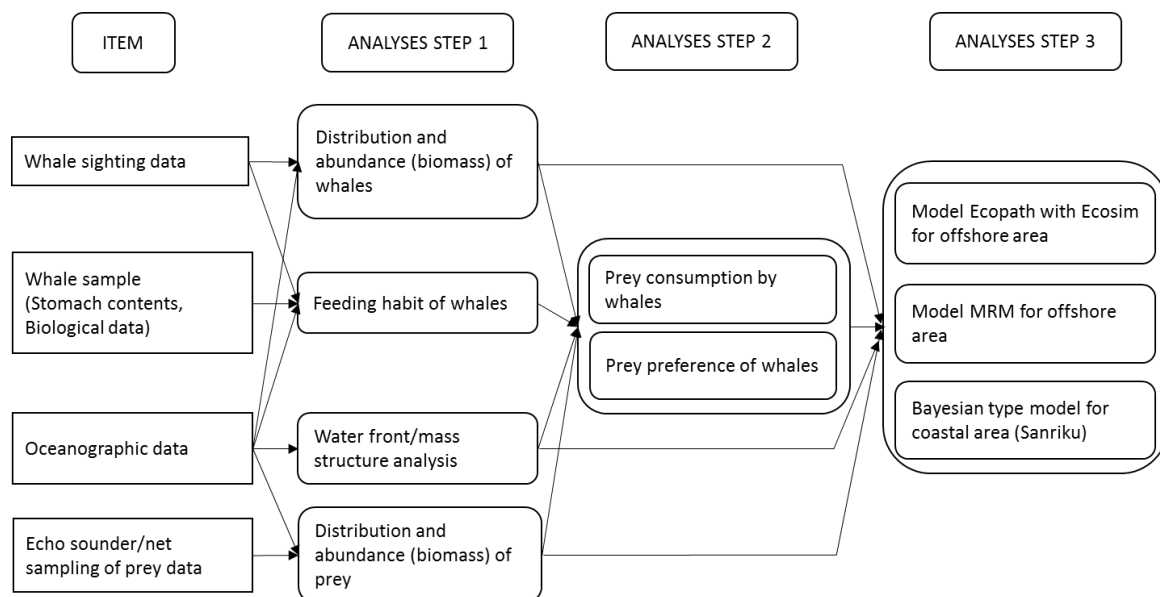 ITEM
ANALYSES STEP 1
ANALYSES STEP 2
ANALYSES STEP 3
Whale sighting data
Whale sample
(Stomach contents,
Biological data)
Oceanographic data
Echo sounder/net
sampling of prey data
Distribution and
abundance (biomass) of
whales
Feeding habit of whales
Water front/mass
structure analysis
Distribution and
abundance (biomass) of
prey
Prey consumption by
whales
Prey preference of whales
Model Ecopath with Ecosim
for offshore area
Model MRM for offshore
area
Bayesian type model for
coastal area (Sanriku)